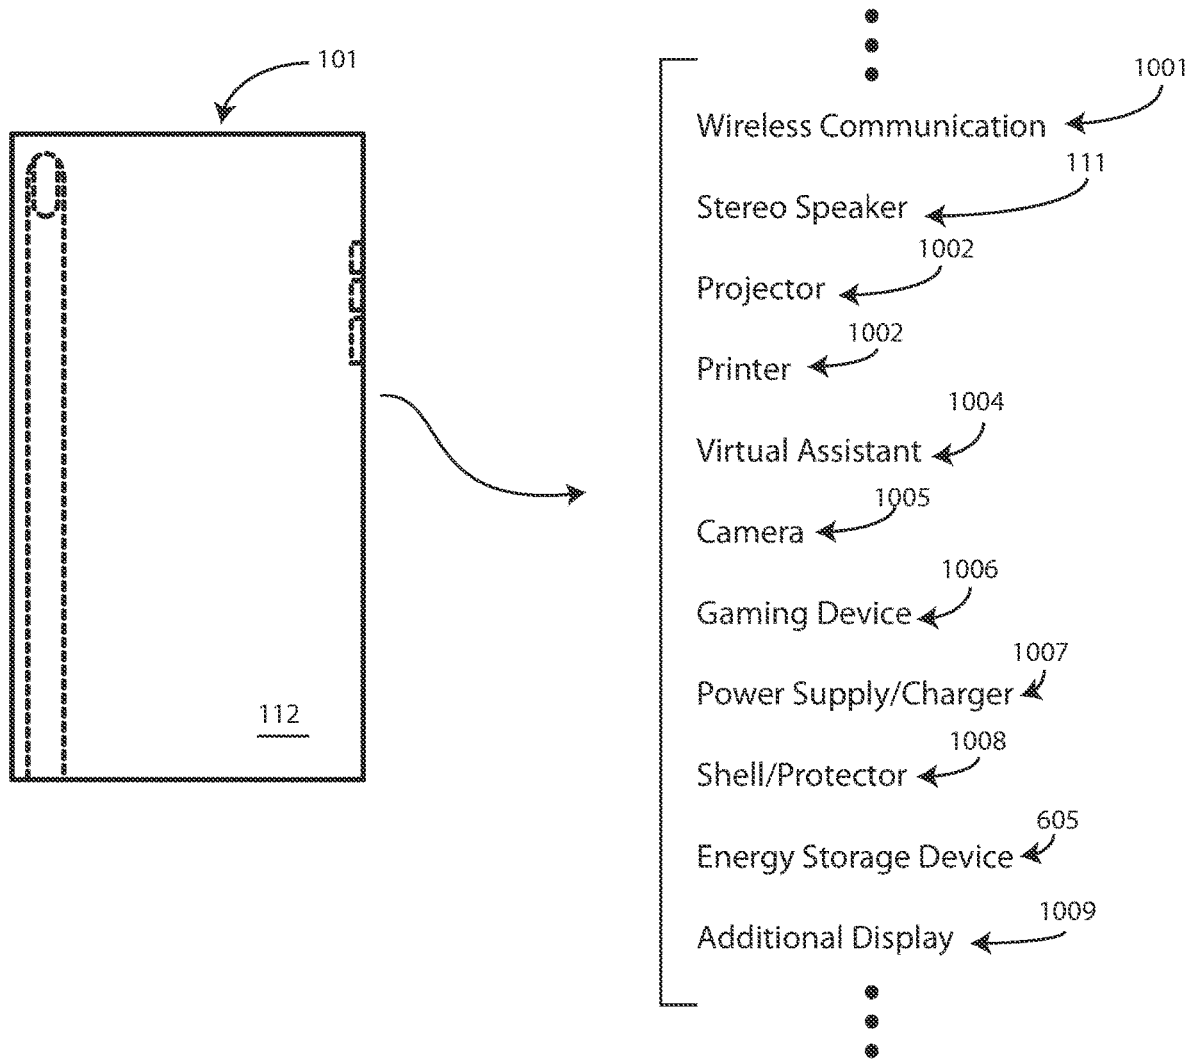 101
112
1001
Wireless Communication
111
Stereo Speaker
1002
Projector
1002
Printer
1004
Virtual Assistant
1005
Camera
1006
Gaming Device
1007
Power Supply/Charger
1008
Shell/Protector
605
Energy Storage Device
1009
Additional Display